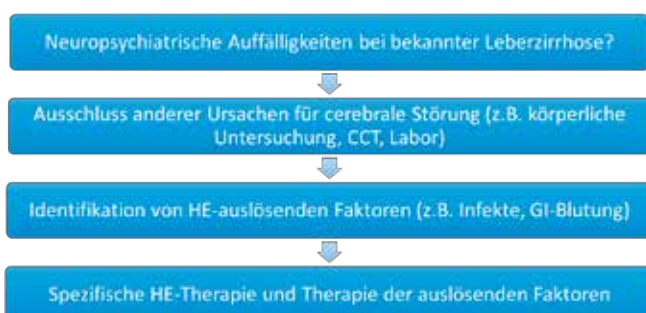 Neuropsychiatrische Auffälligkeiten bei bekannter Leberzirrhose?
Ausschluss anderer Ursachen für cerebrale Störung (z.B. körperliche
Untersuchung, CCT, Labor)
Identifikation von HE-auslösenden Faktoren (z.B. Infekte, GI-Blutung)
Spezifische HE-Therapie und Therapie der auslösenden Faktoren